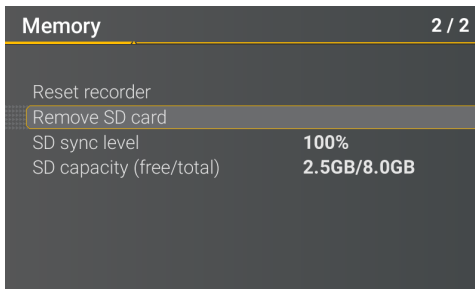 Memory 2 / 2
Reset recorder
Remove SD card
SD sync level 100%
SD capacity (free/total) 2.5GB/8.0GB